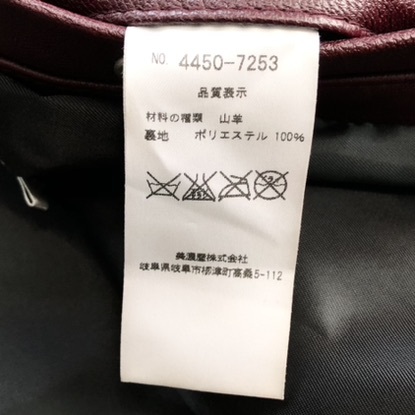 NO. 4450-7253
品質表示
材料の種類 山羊
裏地 ポリエステル 100%
美濃屋株式会社
岐阜県岐阜市柳津町高桑5-112